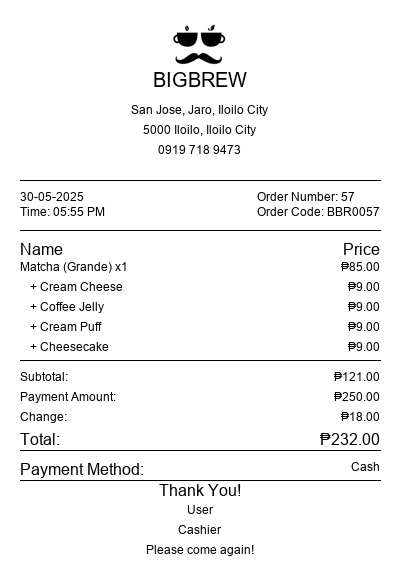 BIGBREW
San Jose, Jaro, Iloilo City
5000 Iloilo, Iloilo City
0919 718 9473
30-05-2025 Order Number: 57
Time: 05:55 PM Order Code: BBR0057
Name Price
Matcha (Grande) x1 ₱85.00
+ Cream Cheese ₱9.00
+ Coffee Jelly ₱9.00
+ Cream Puff ₱9.00
+ Cheesecake ₱9.00
Subtotal: ₱121.00
Payment Amount: ₱250.00
Change: ₱18.00
Total: ₱232.00
Payment Method: Cash
Thank You!
User
Cashier
Please come again!